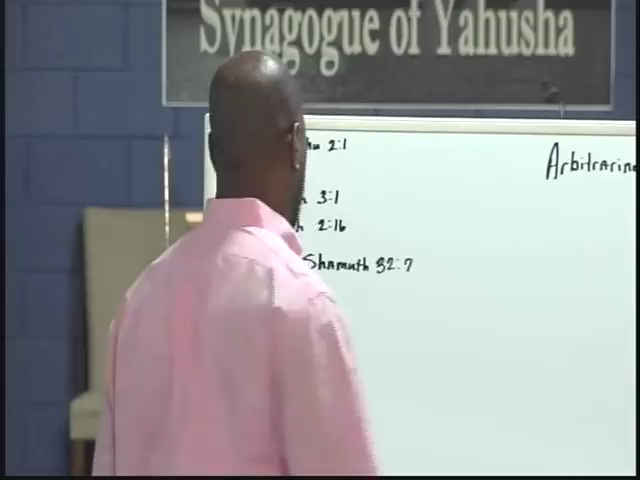 Synagogue of Yahusha
2:1
Arbitrarine
3:1
2:16
Shamuth 32:7